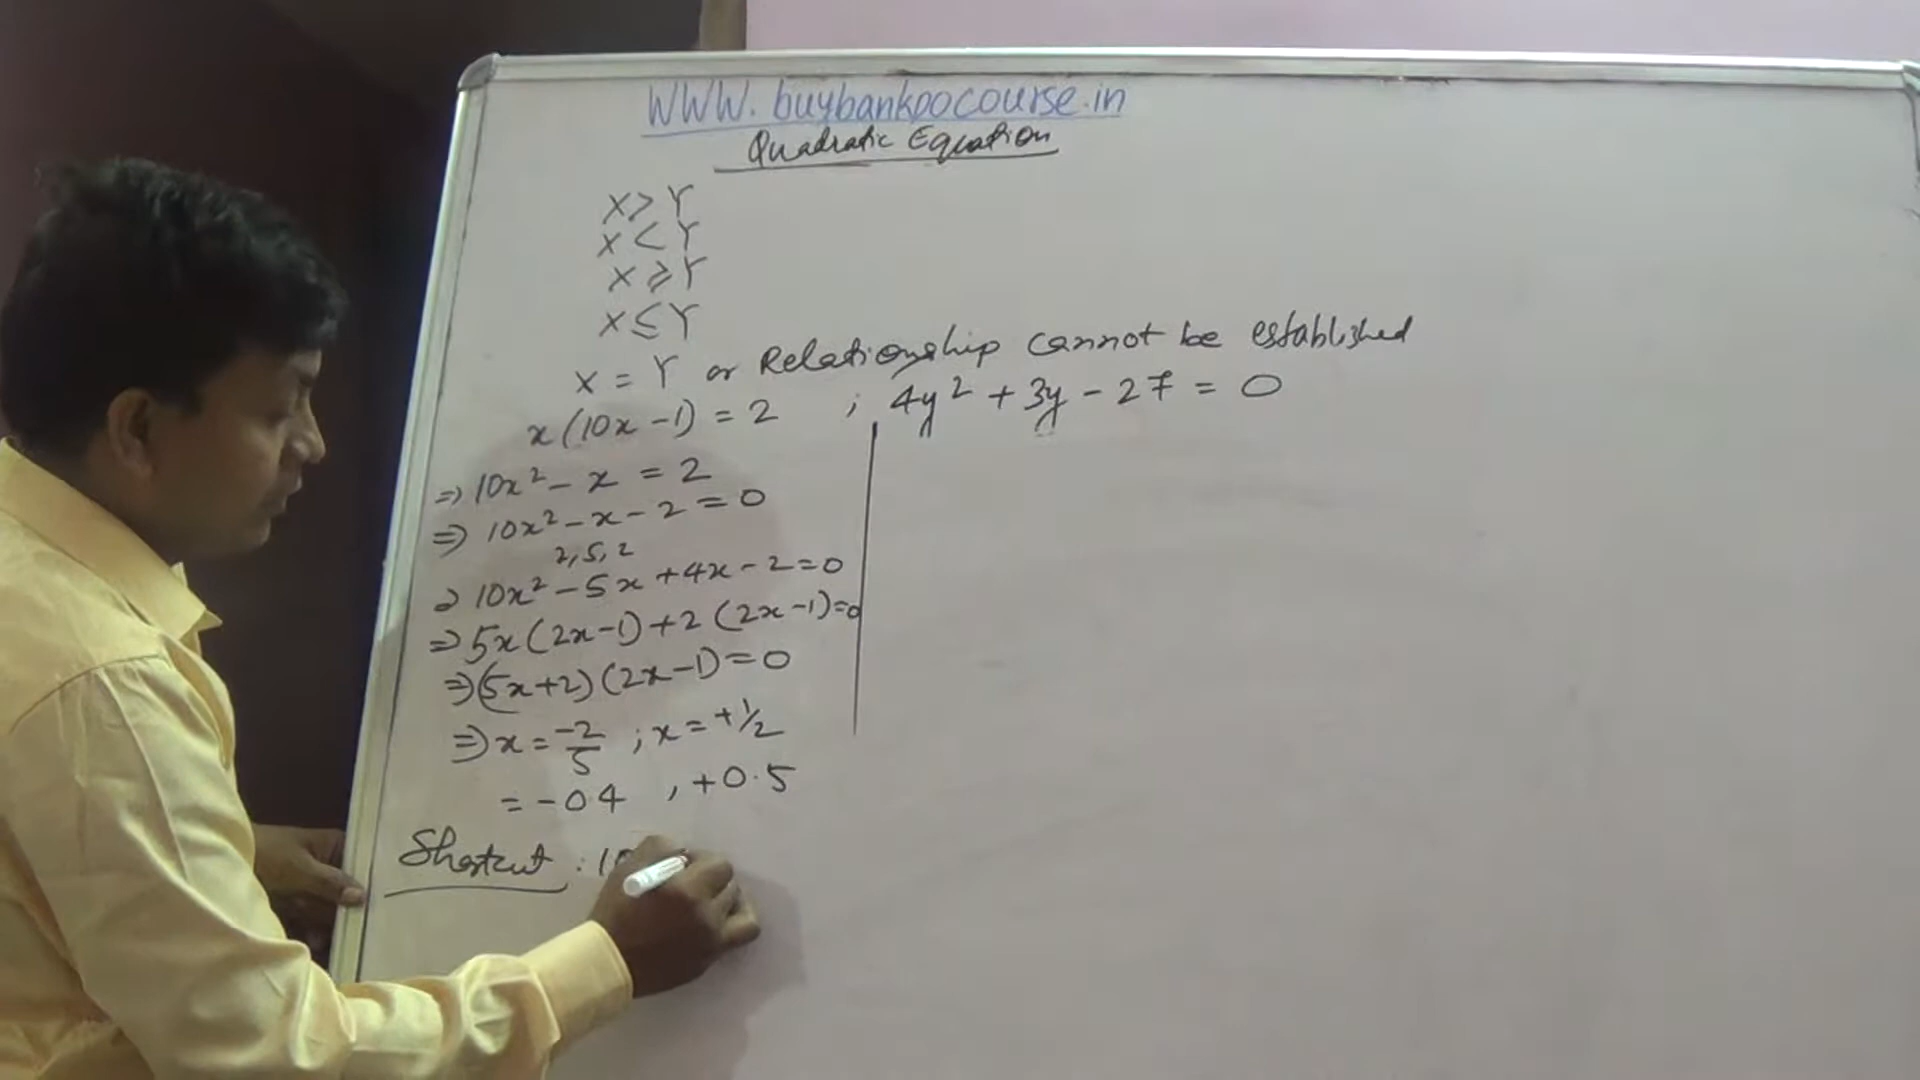 WWW.buybankpocourse.in
Quadratic Equation
X > Y
X < Y
X ⩾ Y
X ≤ Y
X = Y or Relationship cannot be established
x(10x-1) = 2 ; 4y² + 3y - 27 = 0
⇒ 10x² - x = 2
⇒ 10x² - x - 2 = 0
2, 5, 2
⇒ 10x² - 5x + 4x - 2 = 0
⇒ 5x(2x-1) + 2(2x-1) = 0
⇒ (5x+2)(2x-1) = 0
⇒ x = -2/5 ; x = +1/2
= -0.4 , +0.5
Shortcut : 10